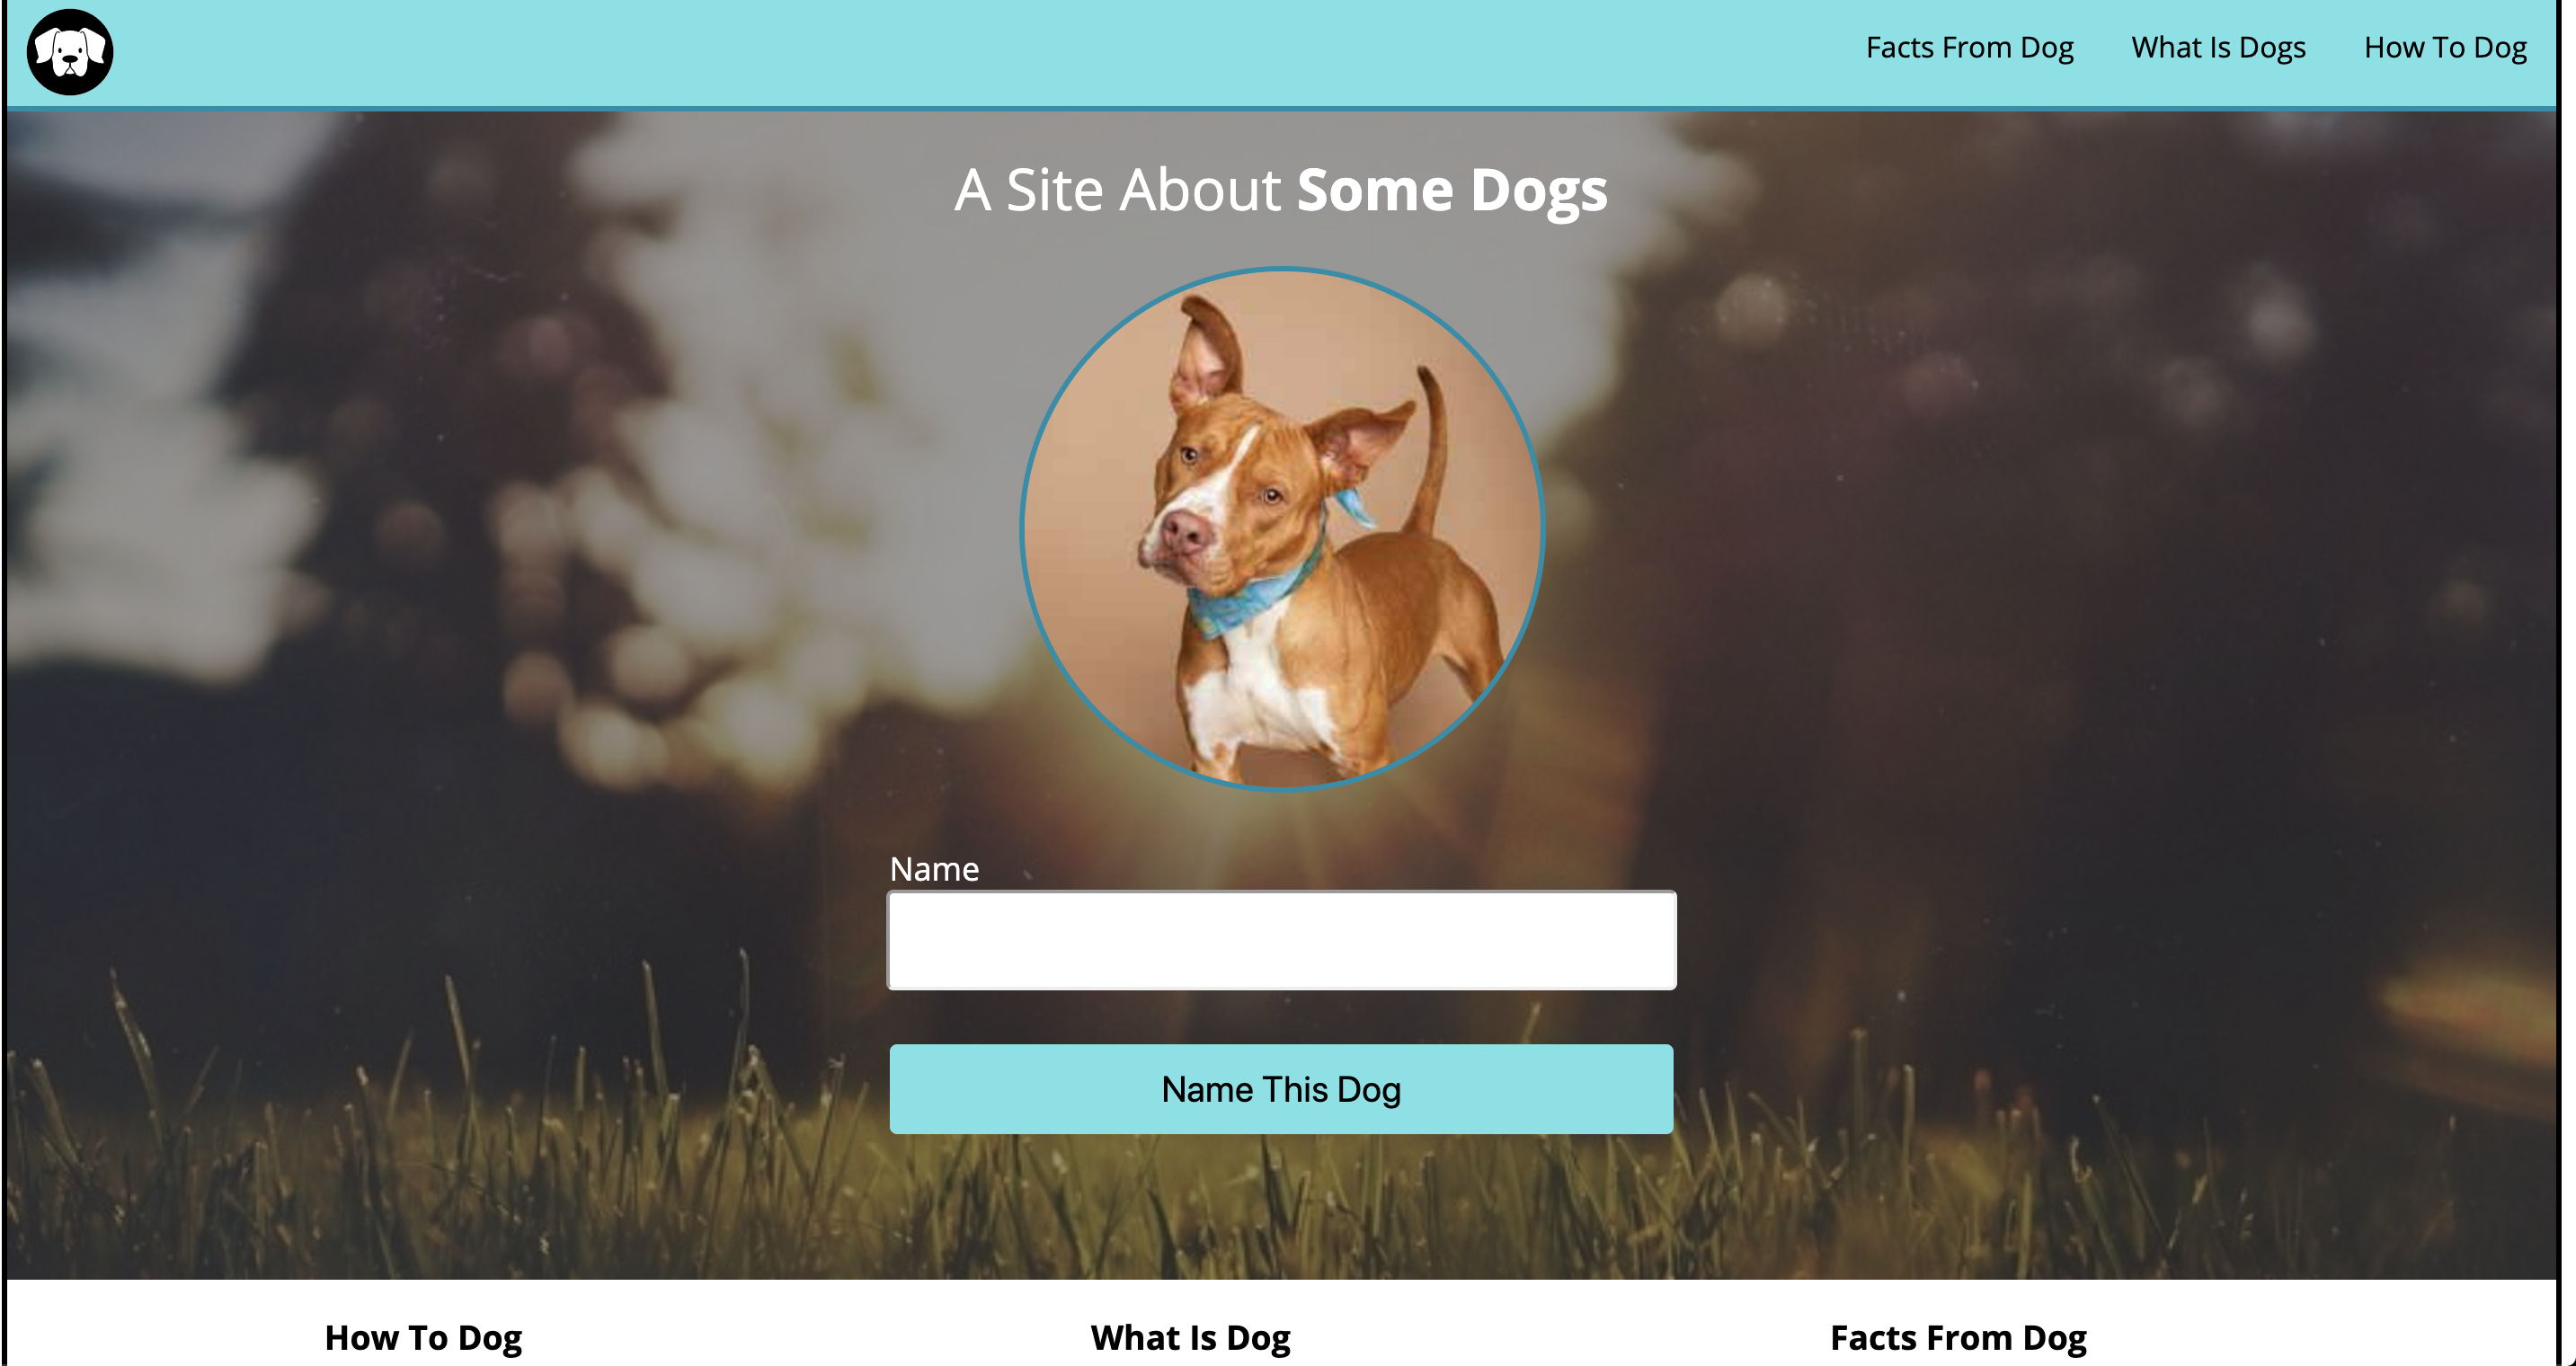 Facts From Dog What Is Dogs How To Dog
A Site About Some Dogs
Name
Name This Dog
How To Dog What Is Dog Facts From Dog